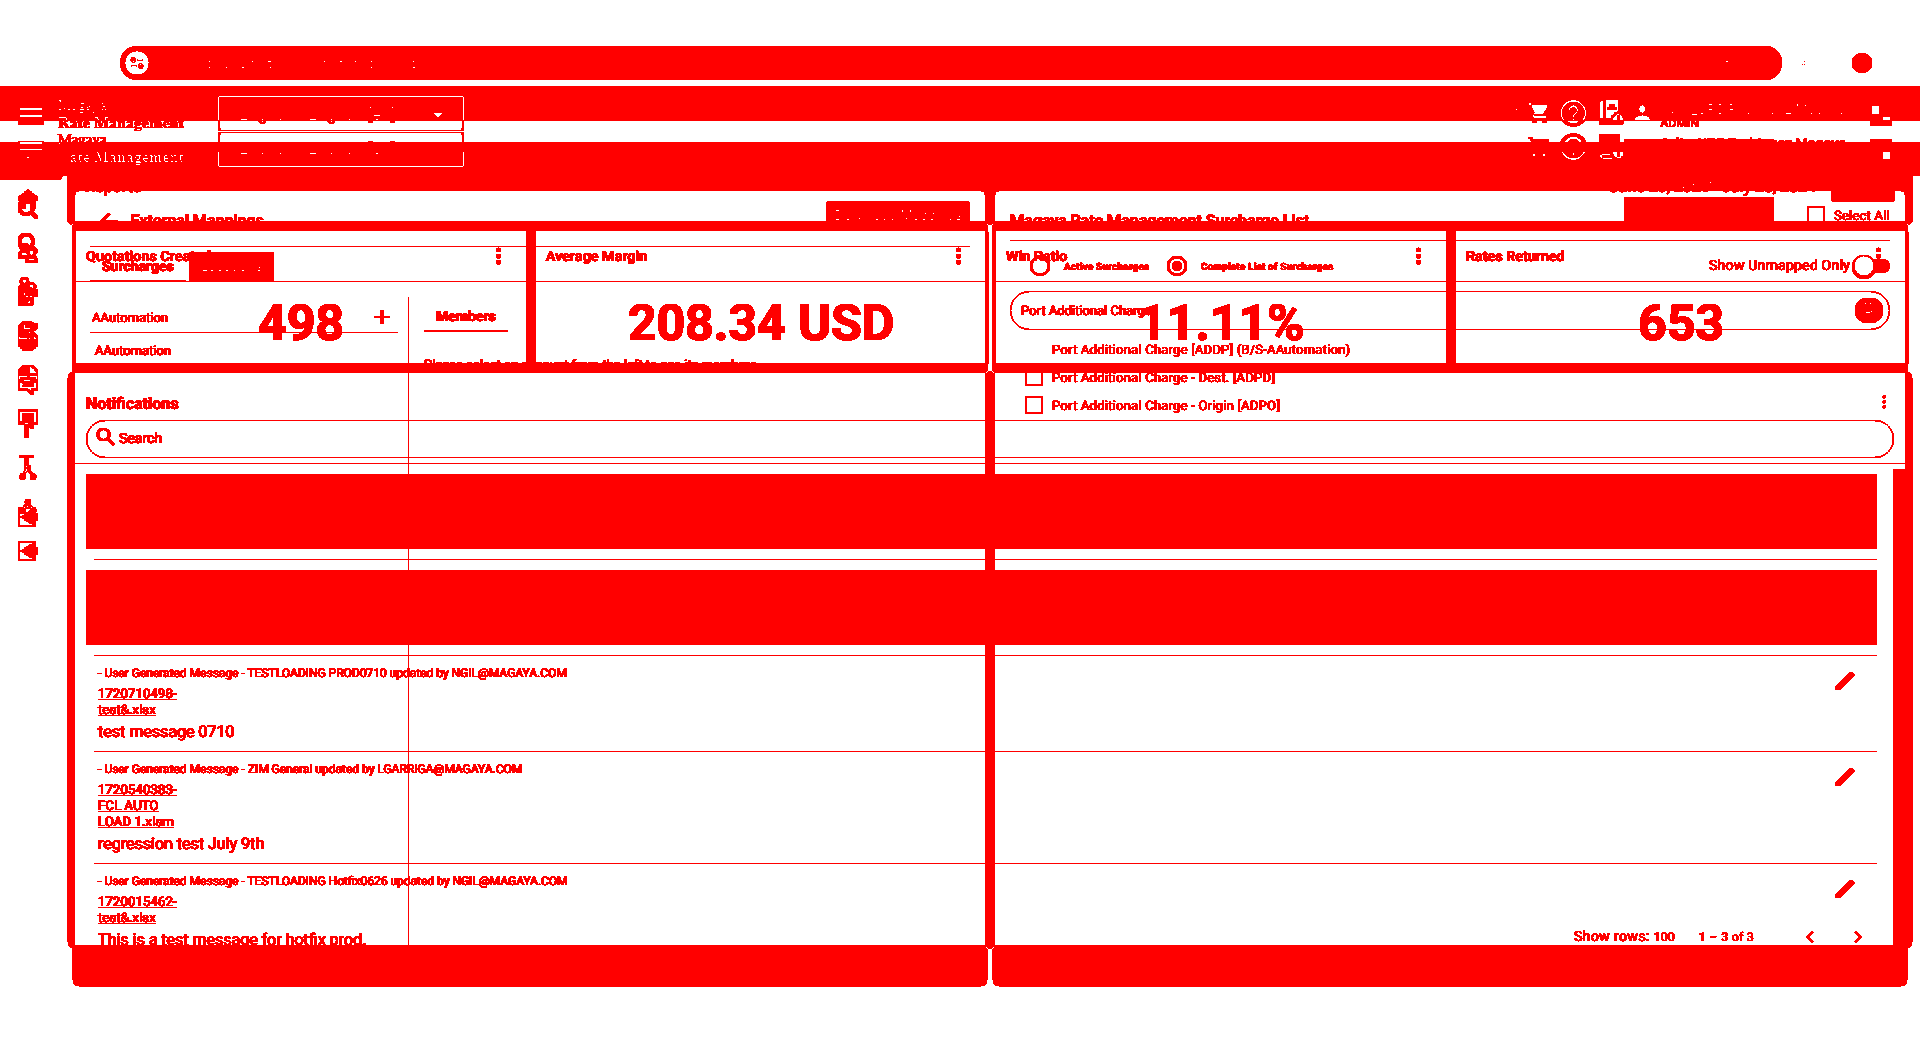 Rate Management
ADMIN
Magaya
Rate Management
External Mappings
Magaya Rate Management Surcharge List
Select All
Quotations
Surcharges
Average Margin
Win Ratio
Active Surcharges
Complete List of Surcharges
Rates Returned
Show Unmapped Only
AAutomation
498
+
Members
208.34 USD
Port Additional Charge
11.11%
653
AAutomation
Please select an account from the left to see its members
Port Additional Charge [ADDP] (B/S-AAutomation)
Port Additional Charge - Dest. [ADPD]
Port Additional Charge - Origin [ADPO]
Notifications
Search
- User Generated Message - TESTLOADING PROD0710 updated by NGIL@MAGAYA.COM
1720710498-
test8.xlsx
test message 0710
- User Generated Message - ZIM General updated by LGARRIGA@MAGAYA.COM
1720540383-
FCL AUTO
LOAD 1.xlsm
regression test July 9th
- User Generated Message - TESTLOADING Hotfix0626 updated by NGIL@MAGAYA.COM
1720015462-
test8.xlsx
This is a test message for hotfix prod.
Show rows: 100 1 – 3 of 3